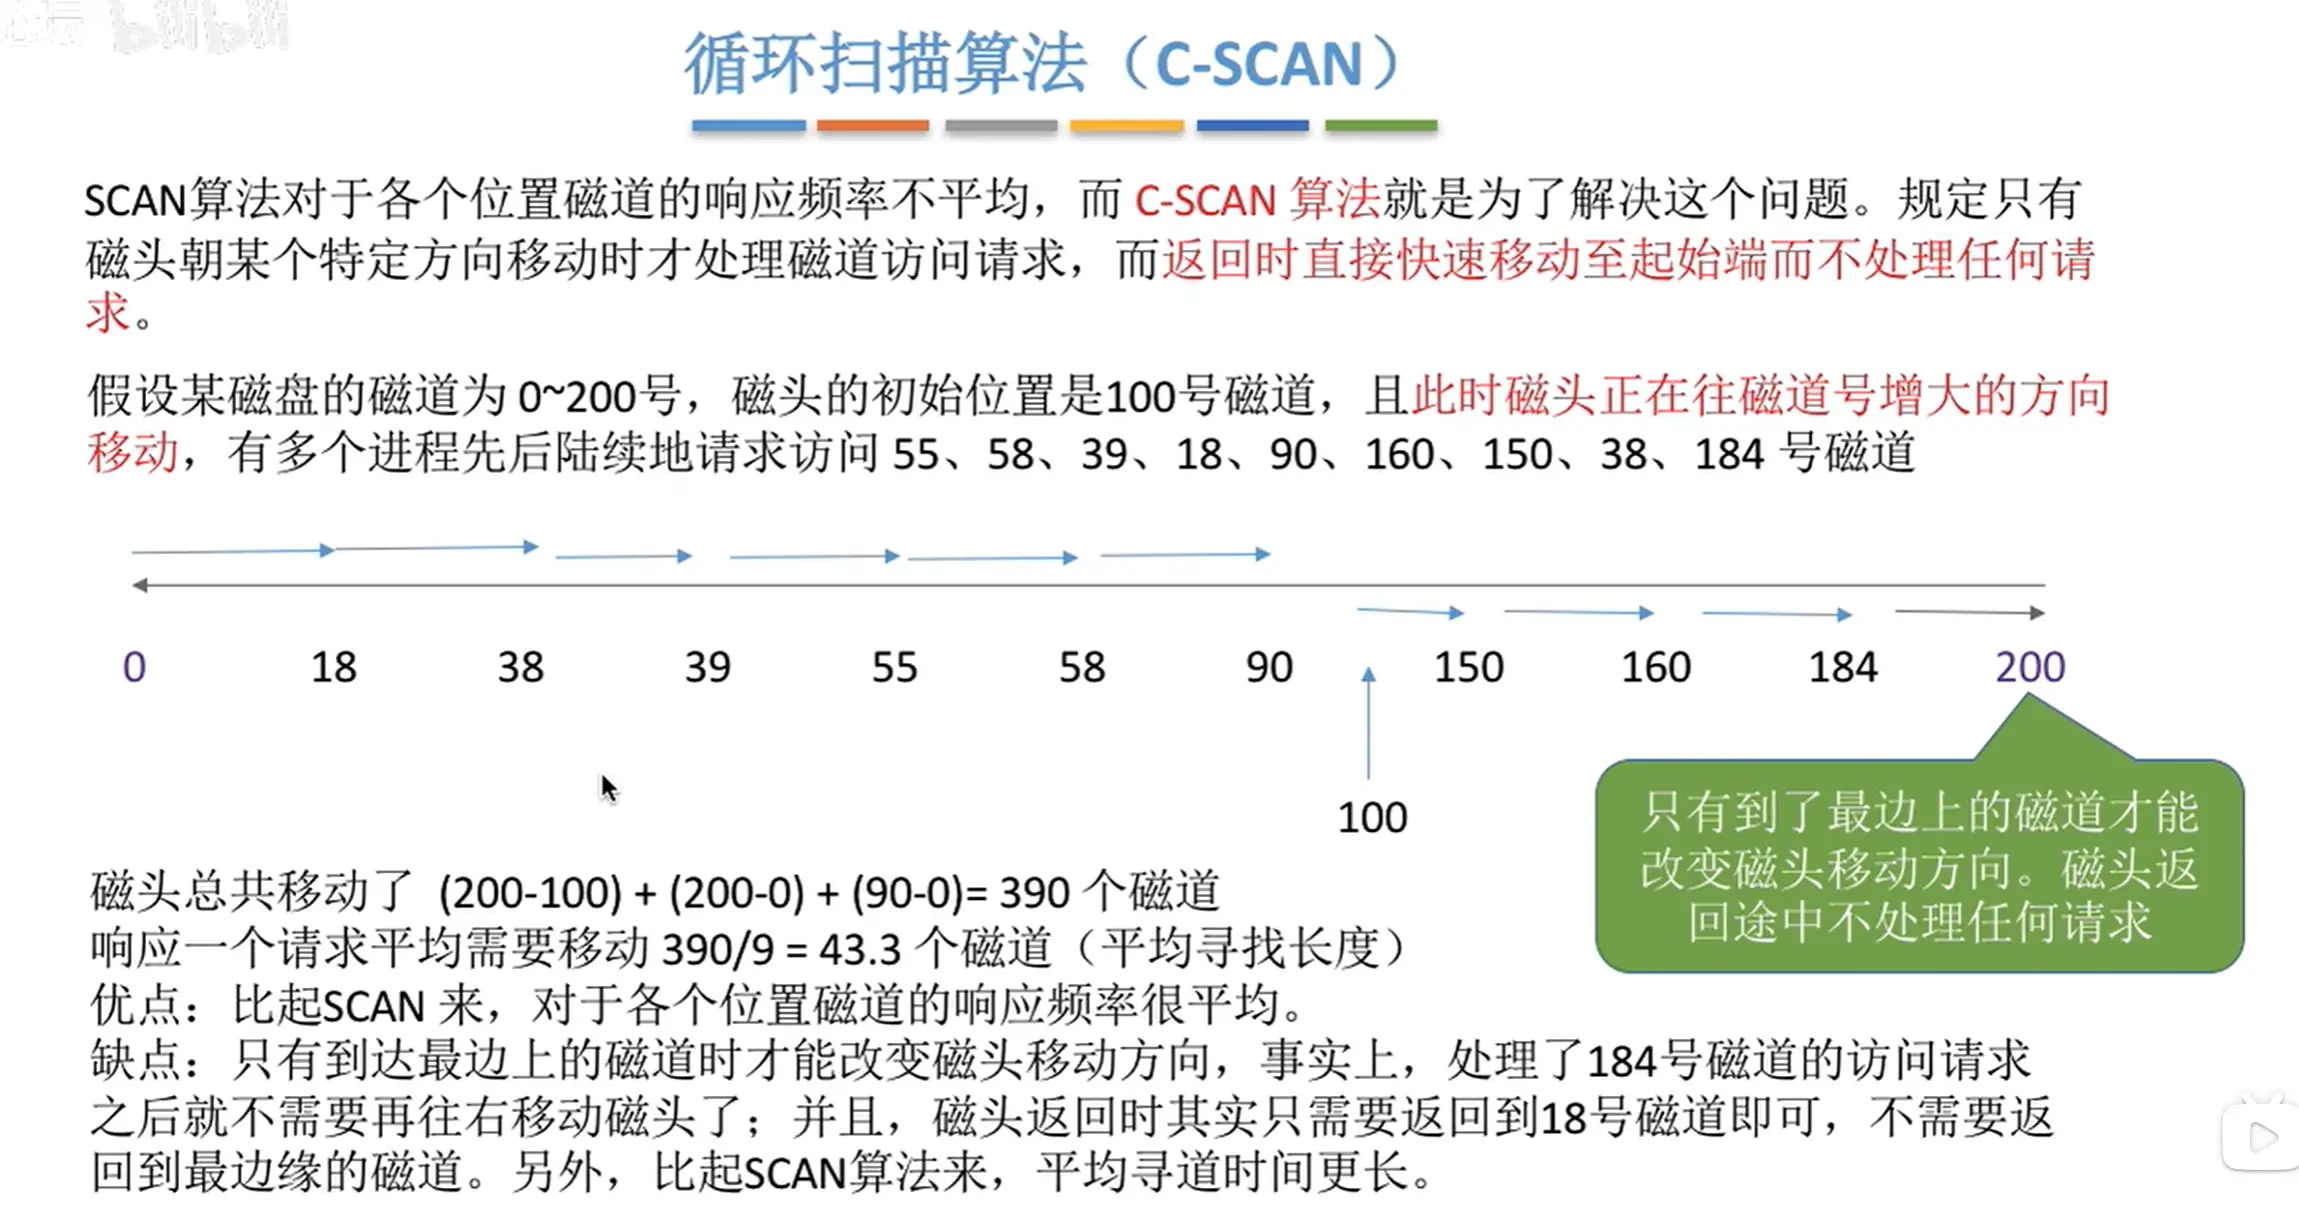 bilibili
循环扫描算法（C-SCAN）
SCAN算法对于各个位置磁道的响应频率不平均，而 C-SCAN 算法就是为了解决这个问题。规定只有
磁头朝某个特定方向移动时才处理磁道访问请求，而返回时直接快速移动至起始端而不处理任何请
求。
假设某磁盘的磁道为 0~200号，磁头的初始位置是100号磁道，且此时磁头正在往磁道号增大的方向
移动，有多个进程先后陆续地请求访问 55、58、39、18、90、160、150、38、184 号磁道
0 18 38 39 55 58 90 150 160 184 200
100
只有到了最边上的磁道才能
改变磁头移动方向。磁头返
回途中不处理任何请求
磁头总共移动了 (200-100) + (200-0) + (90-0)= 390 个磁道
响应一个请求平均需要移动 390/9 = 43.3 个磁道（平均寻找长度）
优点：比起SCAN 来，对于各个位置磁道的响应频率很平均。
缺点：只有到达最边上的磁道时才能改变磁头移动方向，事实上，处理了184号磁道的访问请求
之后就不需要再往右移动磁头了；并且，磁头返回时其实只需要返回到18号磁道即可，不需要返
回到最边缘的磁道。另外，比起SCAN算法来，平均寻道时间更长。